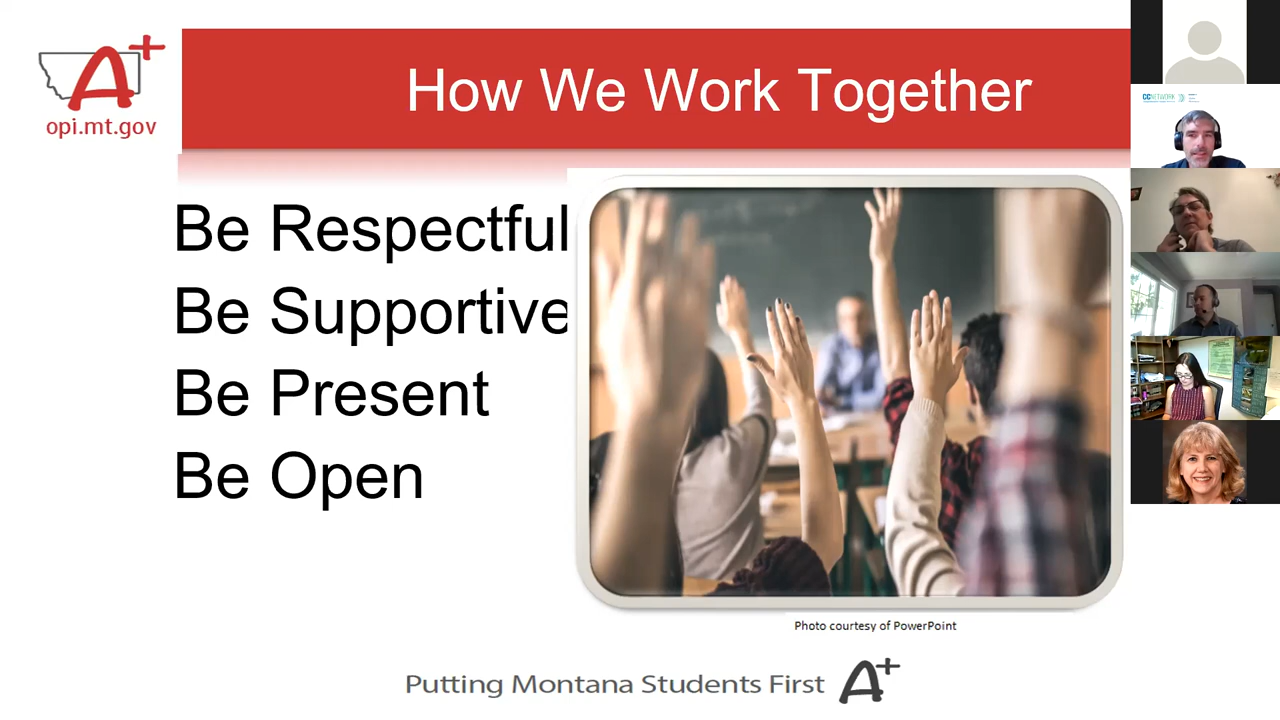 A+
opi.mt.gov
How We Work Together
CCNETWORK
Be Respectful
Be Supportive
Be Present
Be Open
Photo courtesy of PowerPoint
Putting Montana Students First A+